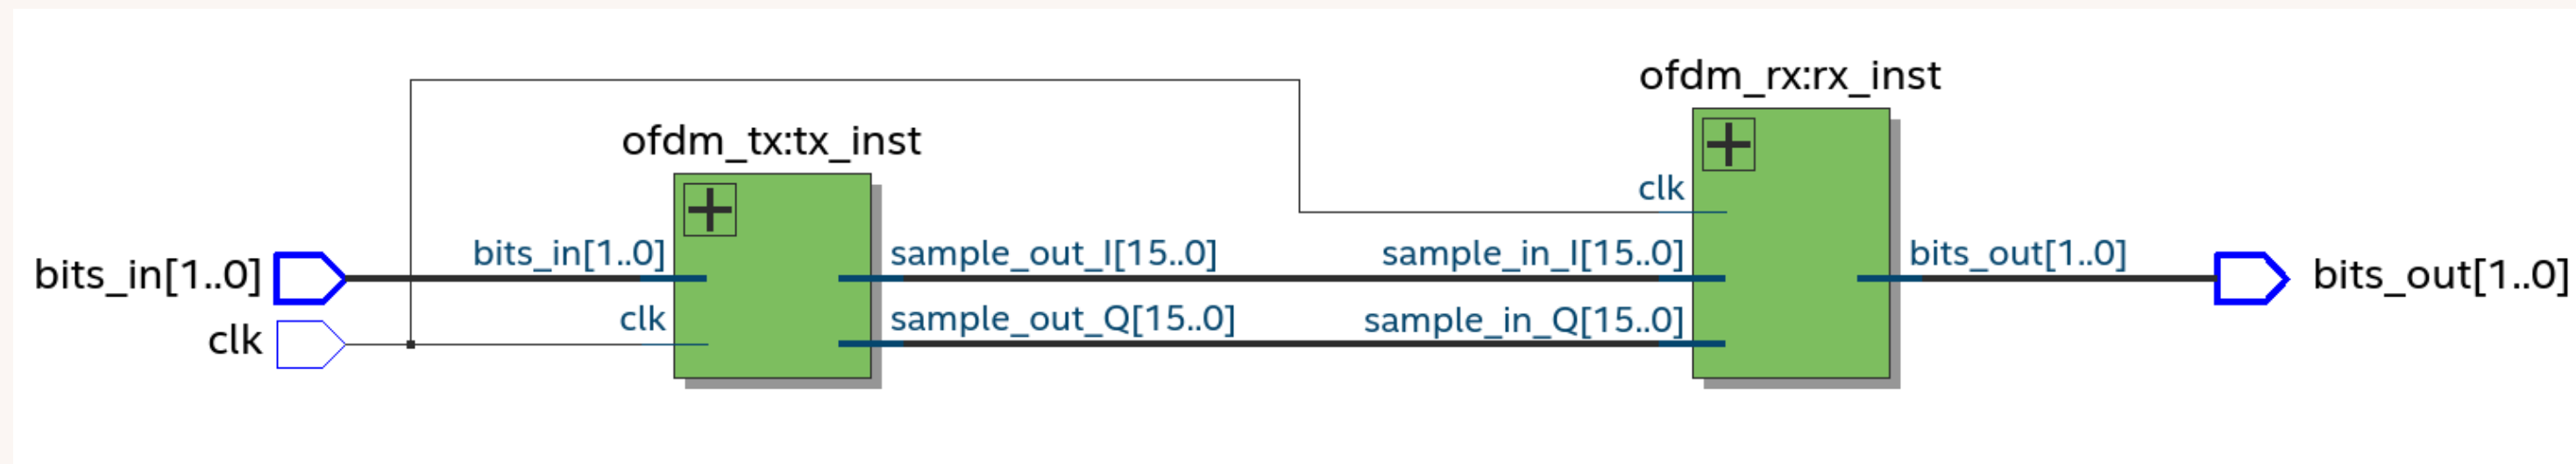 ofdm_rx:rx_inst
ofdm_tx:tx_inst
clk
bits_in[1..0]
bits_in[1..0]
sample_out_I[15..0]
sample_in_I[15..0]
bits_out[1..0]
bits_out[1..0]
clk
clk
sample_out_Q[15..0]
sample_in_Q[15..0]